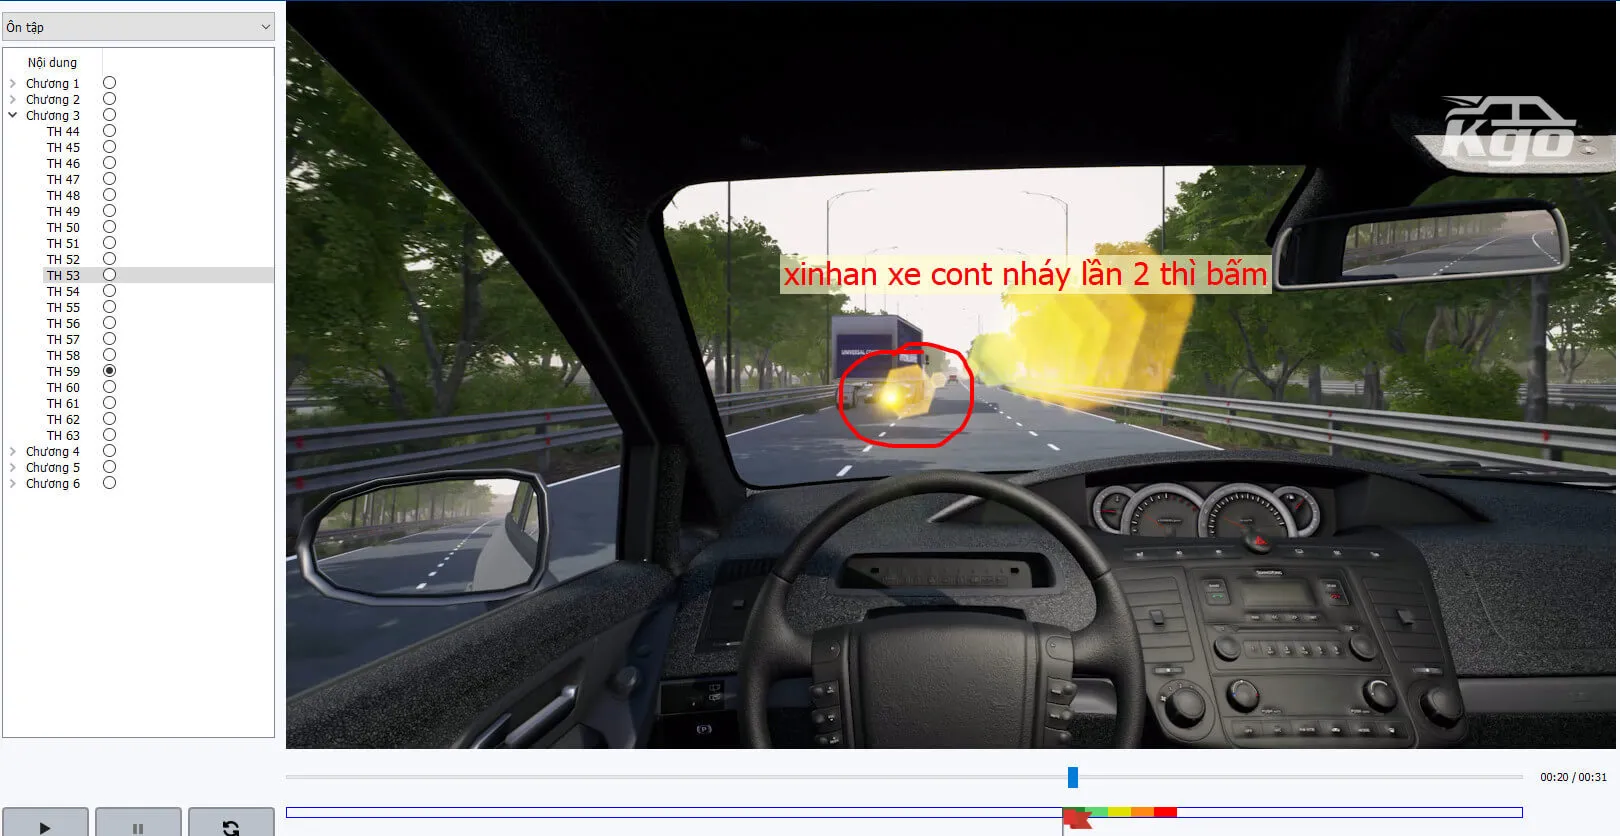 Ôn tập
Nội dung
Chương 1
Chương 2
Chương 3
TH 44
TH 45
TH 46
TH 47
TH 48
TH 49
TH 50
TH 51
TH 52
TH 53
TH 54
TH 55
TH 56
TH 57
TH 58
TH 59
TH 60
TH 61
TH 62
TH 63
Chương 4
Chương 5
Chương 6
Kgo
xinhan xe cont nháy lần 2 thì bấm
UNIVERSAL
00:20 / 00:31